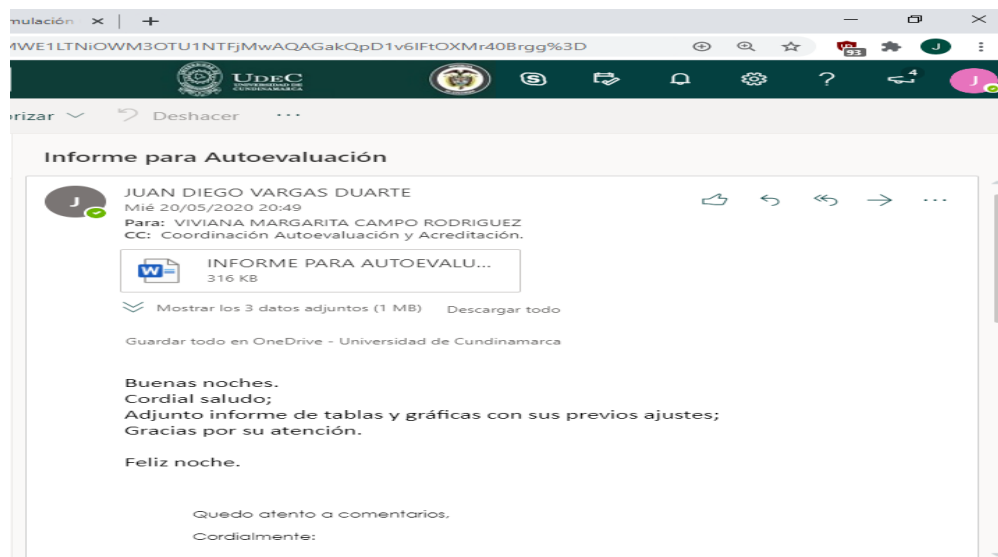 mulación
MWE1LTNiOWM3OTU1NTFjMwAQAGakQpD1v6IFtOXMr40Brgg%3D
93
J
UDEC
UNIVERSIDAD DE
CUNDINAMARCA
S
?
4
J
orizar
Deshacer
...
Informe para Autoevaluación
J
JUAN DIEGO VARGAS DUARTE
Mié 20/05/2020 20:49
Para: VIVIANA MARGARITA CAMPO RODRIGUEZ
CC: Coordinación Autoevaluación y Acreditación.
...
W
INFORME PARA AUTOEVALU...
316 KB
Mostrar los 3 datos adjuntos (1 MB) Descargar todo
Guardar todo en OneDrive - Universidad de Cundinamarca
Buenas noches.
Cordial saludo;
Adjunto informe de tablas y gráficas con sus previos ajustes;
Gracias por su atención.
Feliz noche.
Quedo atento a comentarios,
Cordialmente: